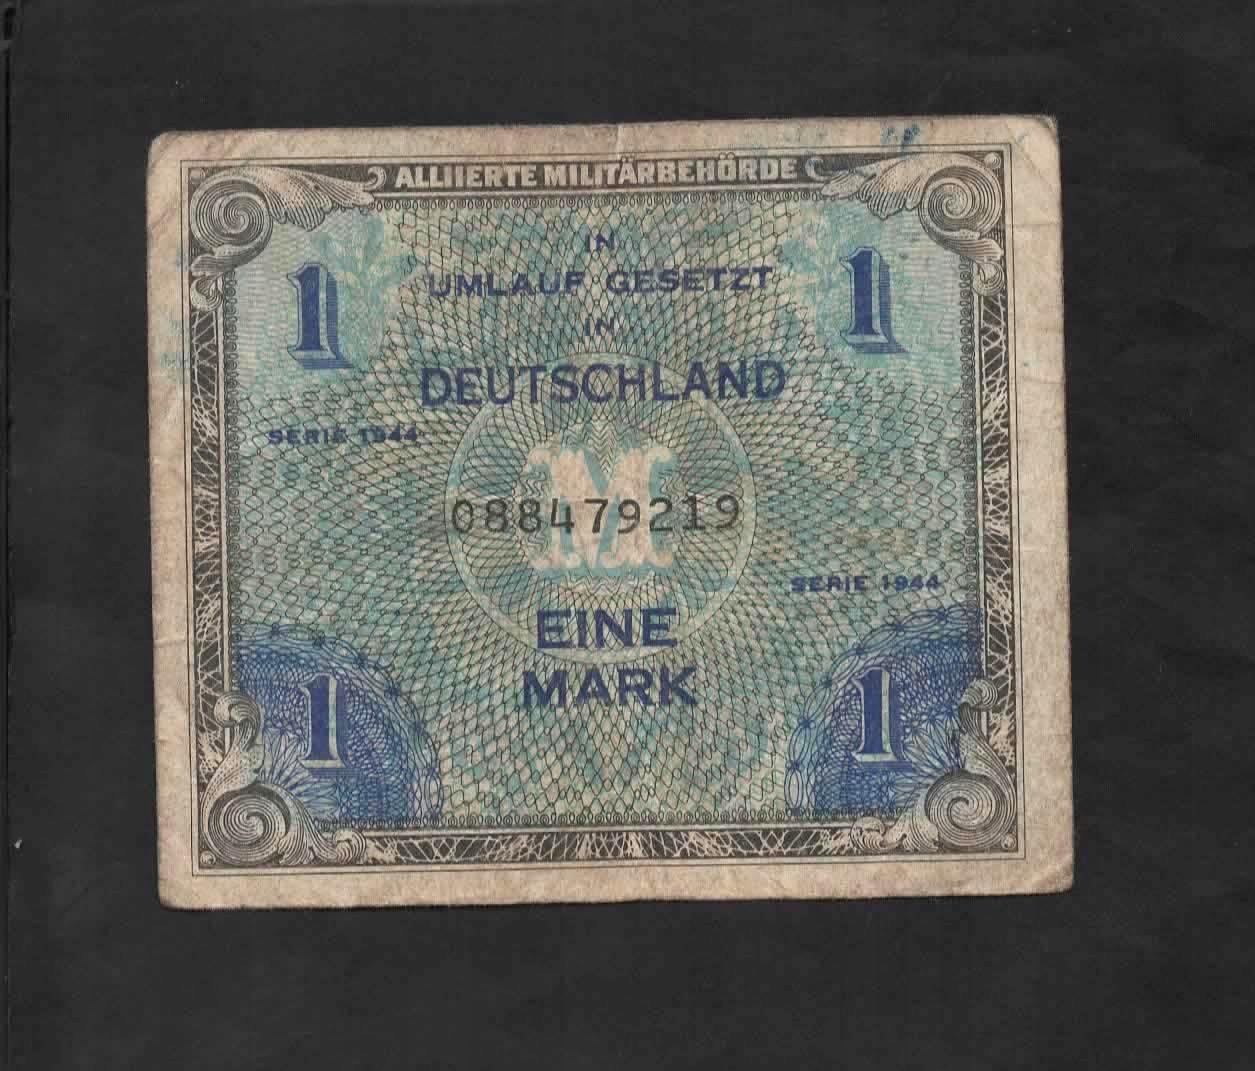 ALLIIERTE MILITÄRBEHÖRDE
IN
UMLAUF GESETZT
IN
1 1
DEUTSCHLAND
SERIE 1944
M
088479219
SERIE 1944
EINE
MARK
1 1